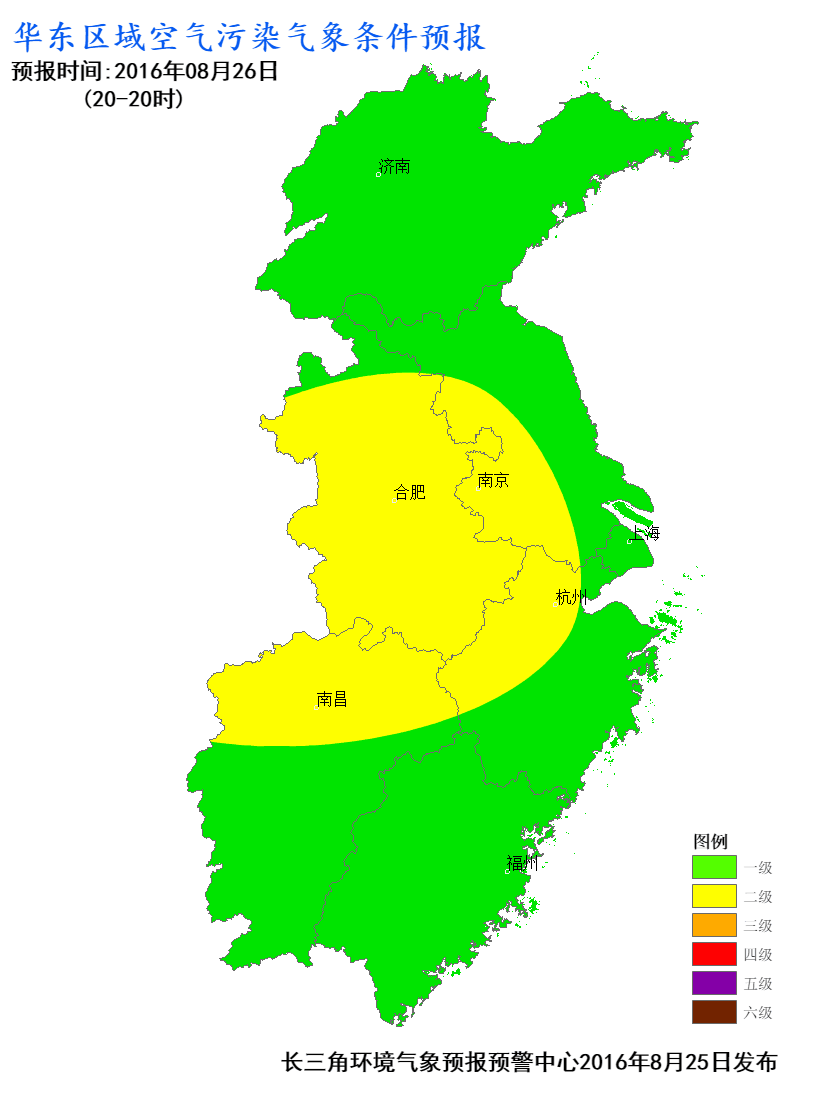 华东区域空气污染气象条件预报
预报时间:2016年08月26日
(20-20时)
济南
合肥
南京
上海
杭州
南昌
福州
图例
一级
二级
三级
四级
五级
六级
长三角环境气象预报预警中心2016年8月25日发布